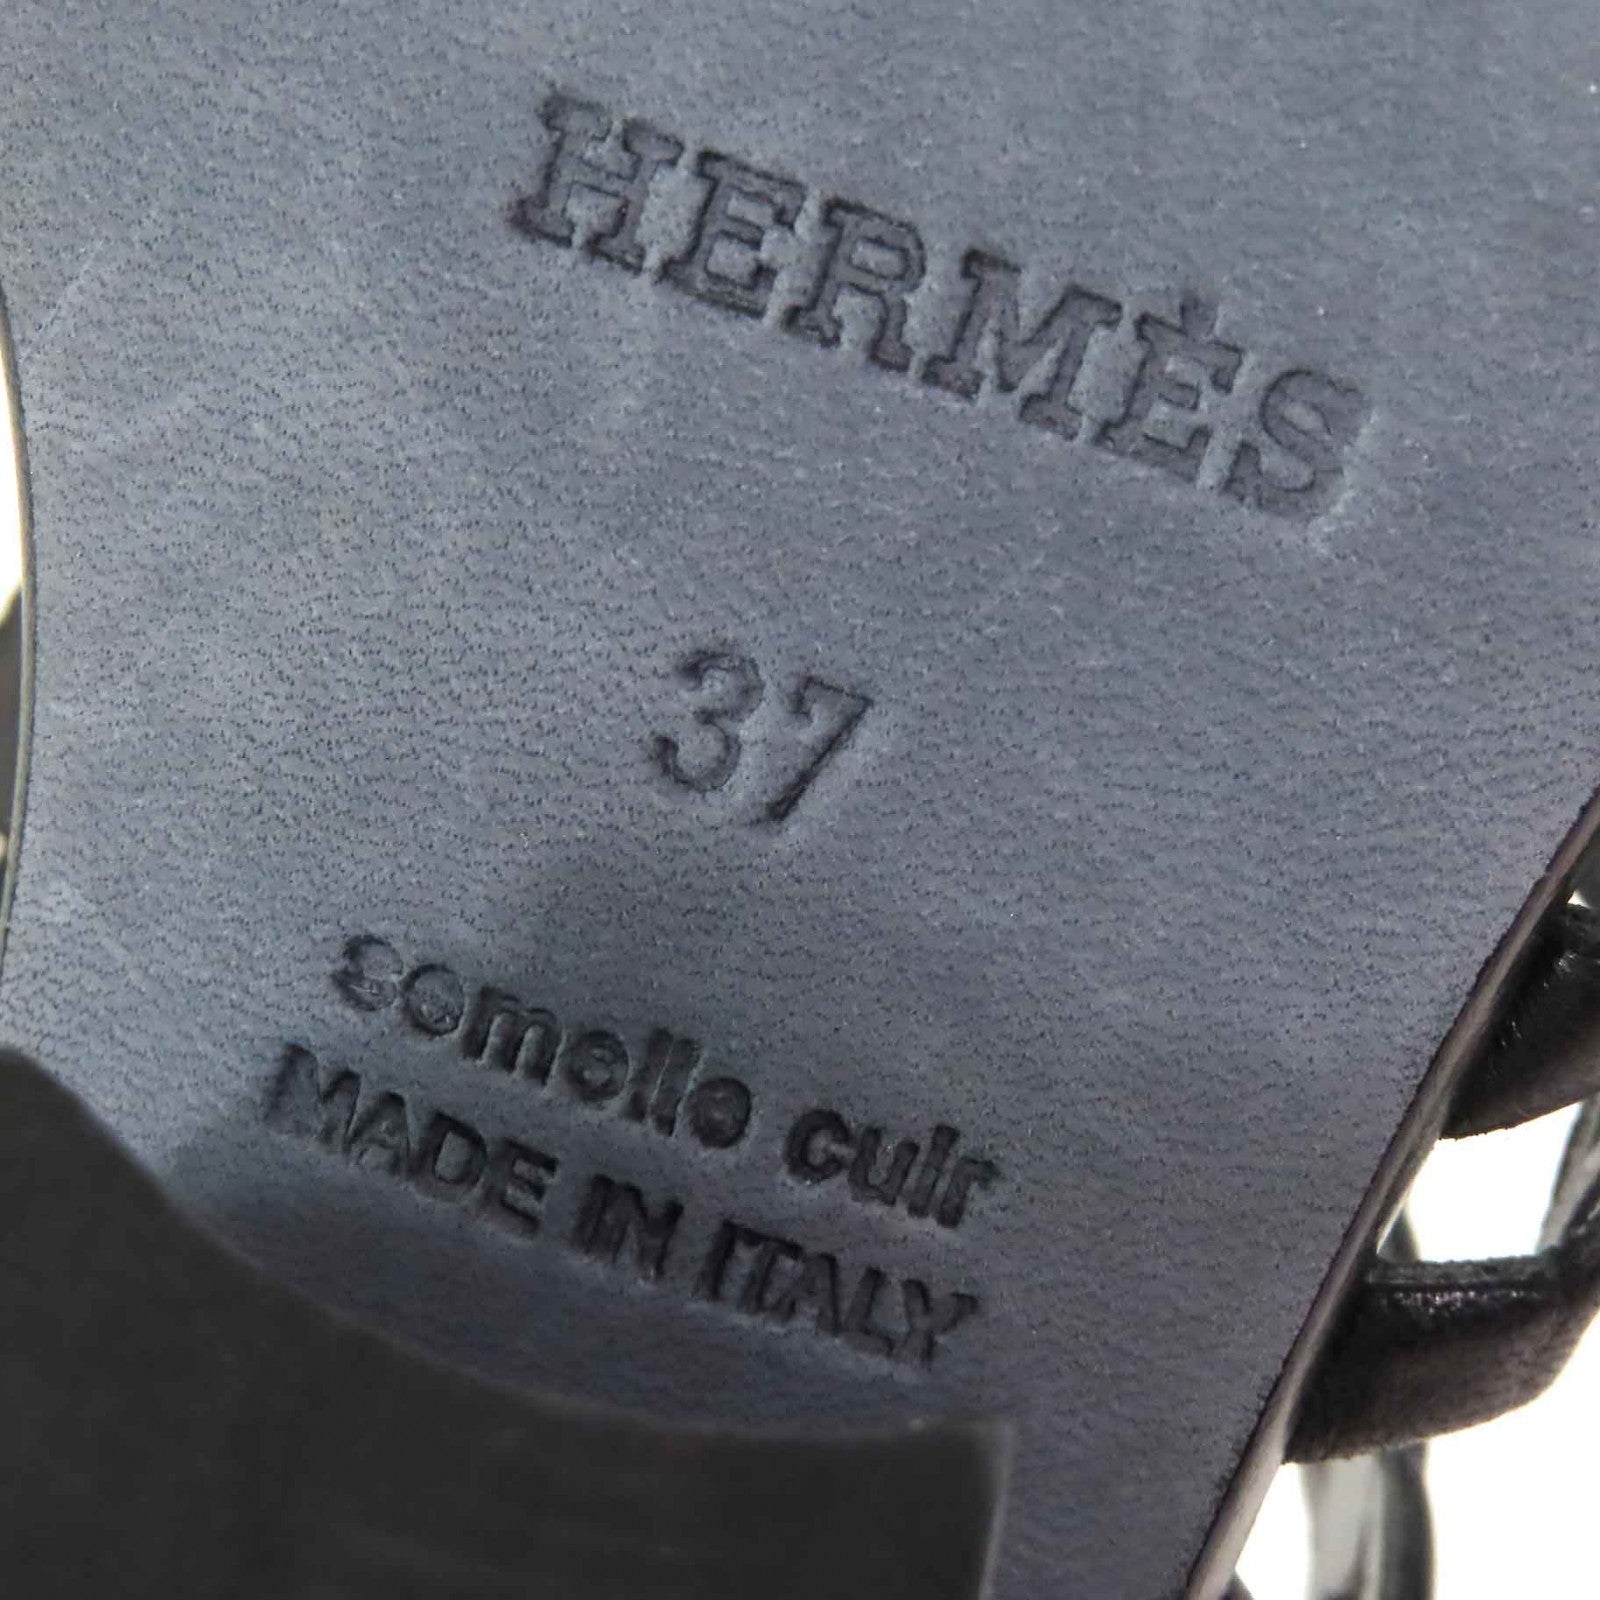 HERMÈS
37
semelle cuir
MADE IN ITALY